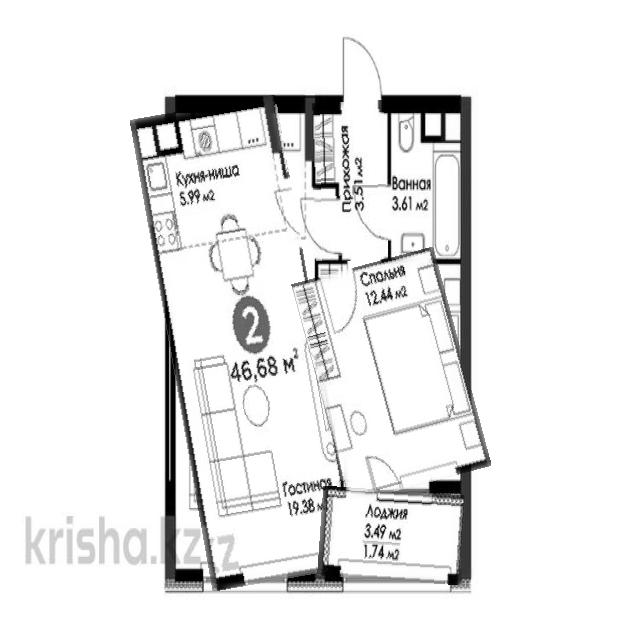 Кухня-ниша
5.99 м2
Прихожая
3.51 м2
Ванная
3.61 м2
Спальня
12.44 м2
2
46,68 м2
Гостиная
19.38 м2
Лоджия
3.49 м2
1.74 м2
krisha.kz